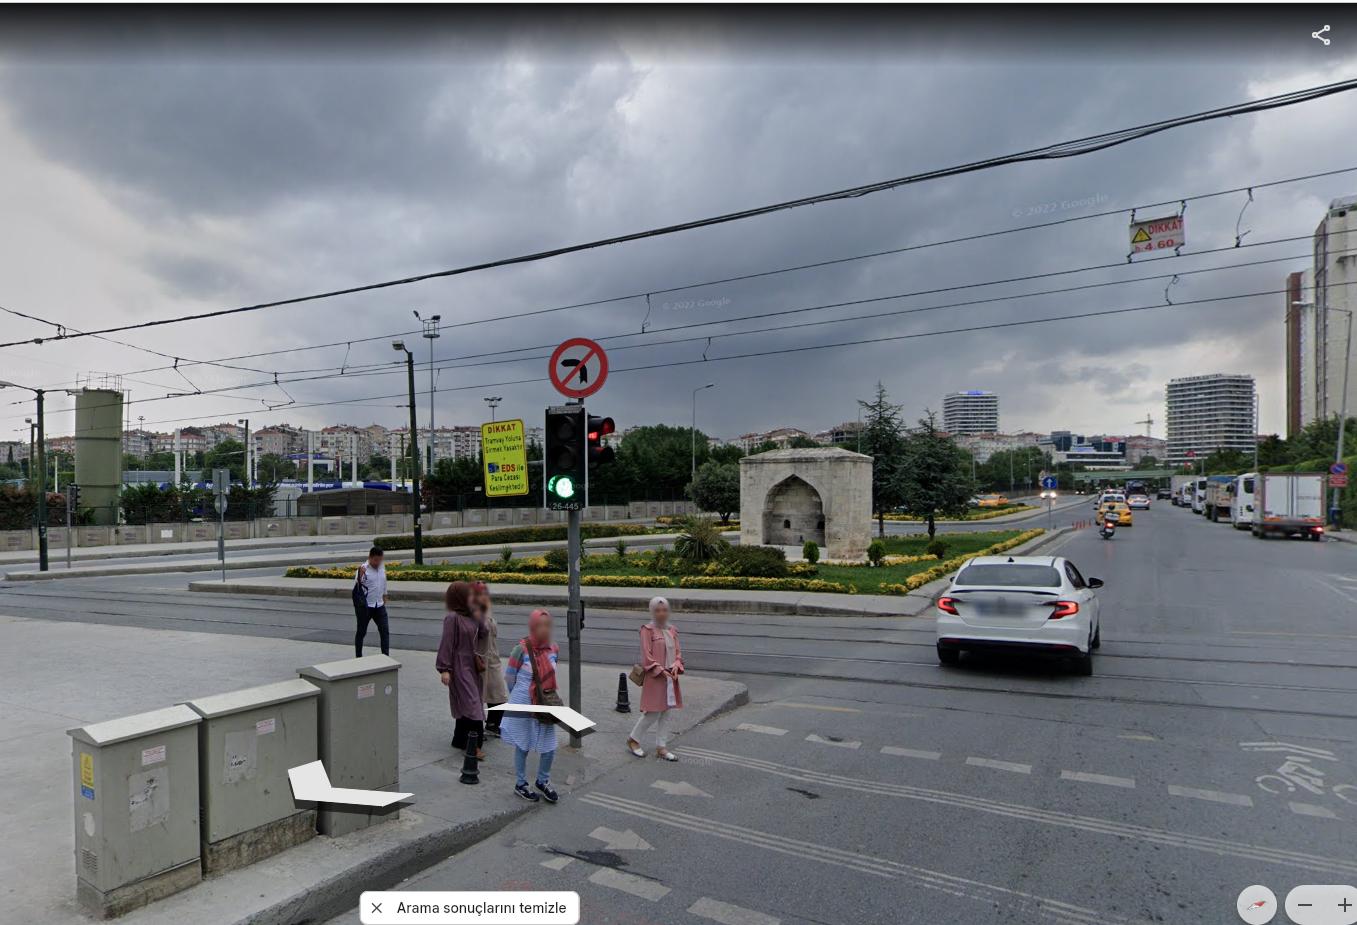 © 2022 Google
DİKKAT
h. 4.60
© 2022 Google
DİKKAT
Tramvay Yoluna
Girmek Yasaktır
EDS ile
Para Cezası
Kesilmektedir
26-445
Google
Arama sonuçlarını temizle